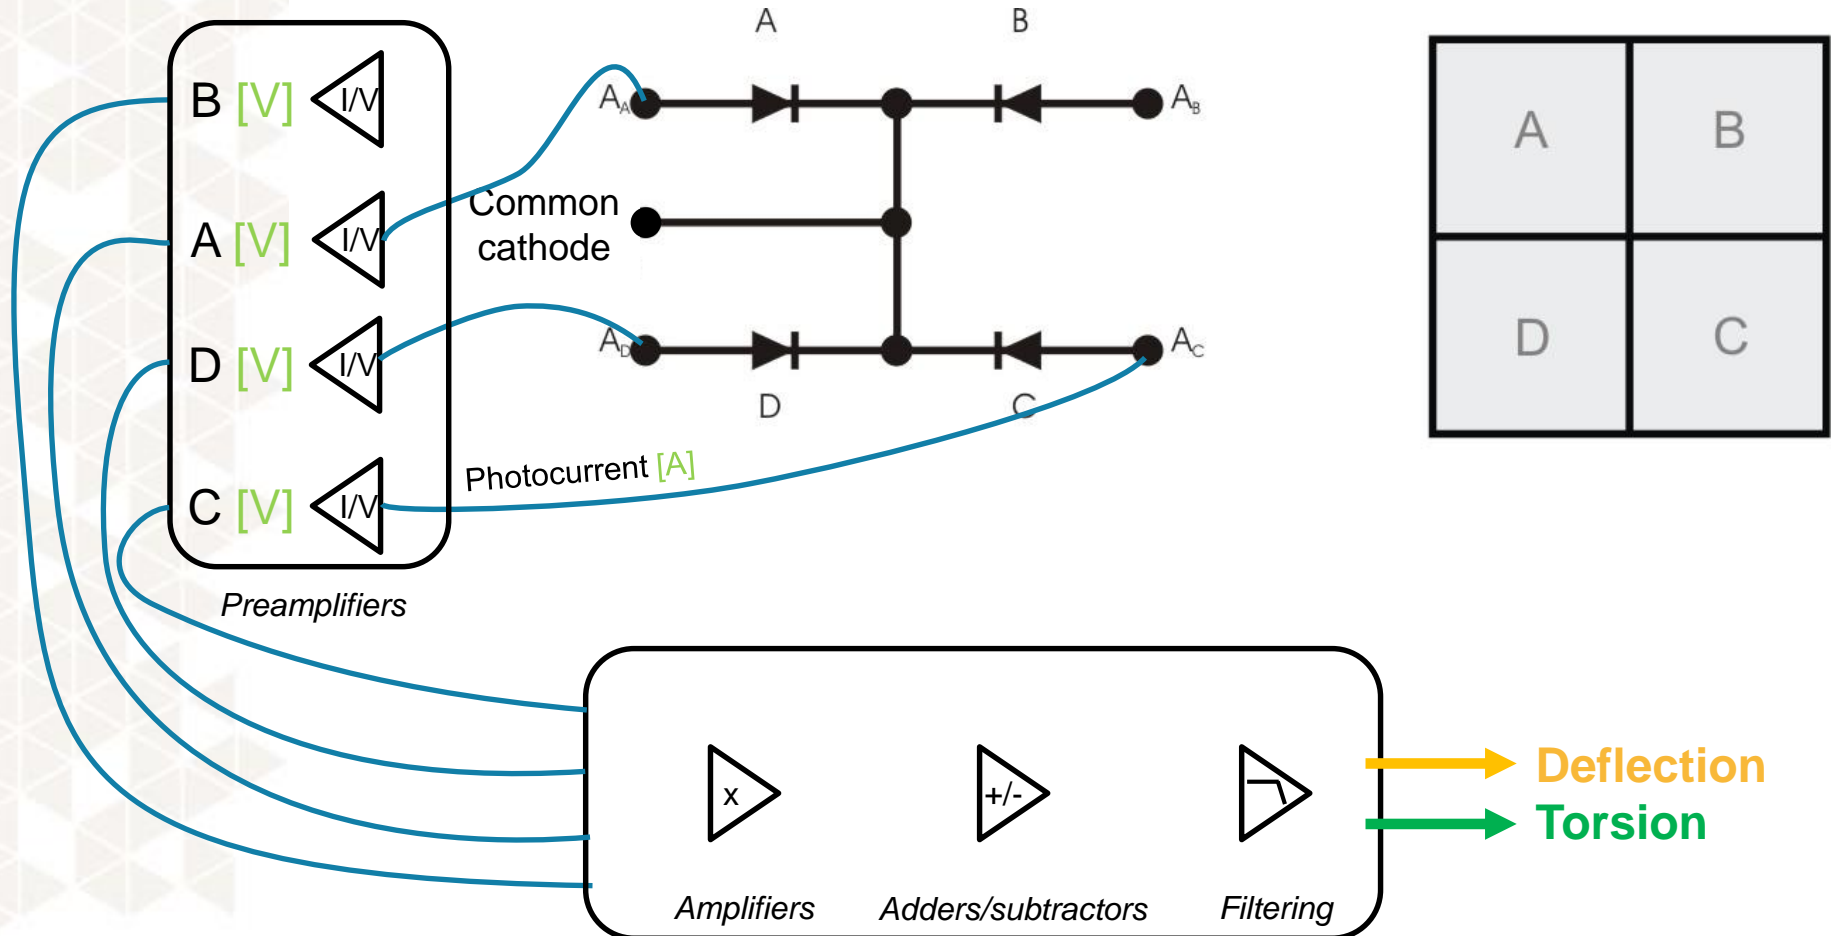 A B
B [V] I/V
A [V] I/V
D [V] I/V
C [V] I/V
Preamplifiers
A_A A_B
Common
cathode
A_D A_C
D C
Photocurrent [A]
A B
D C
x +/-
Amplifiers Adders/subtractors Filtering
Deflection
Torsion